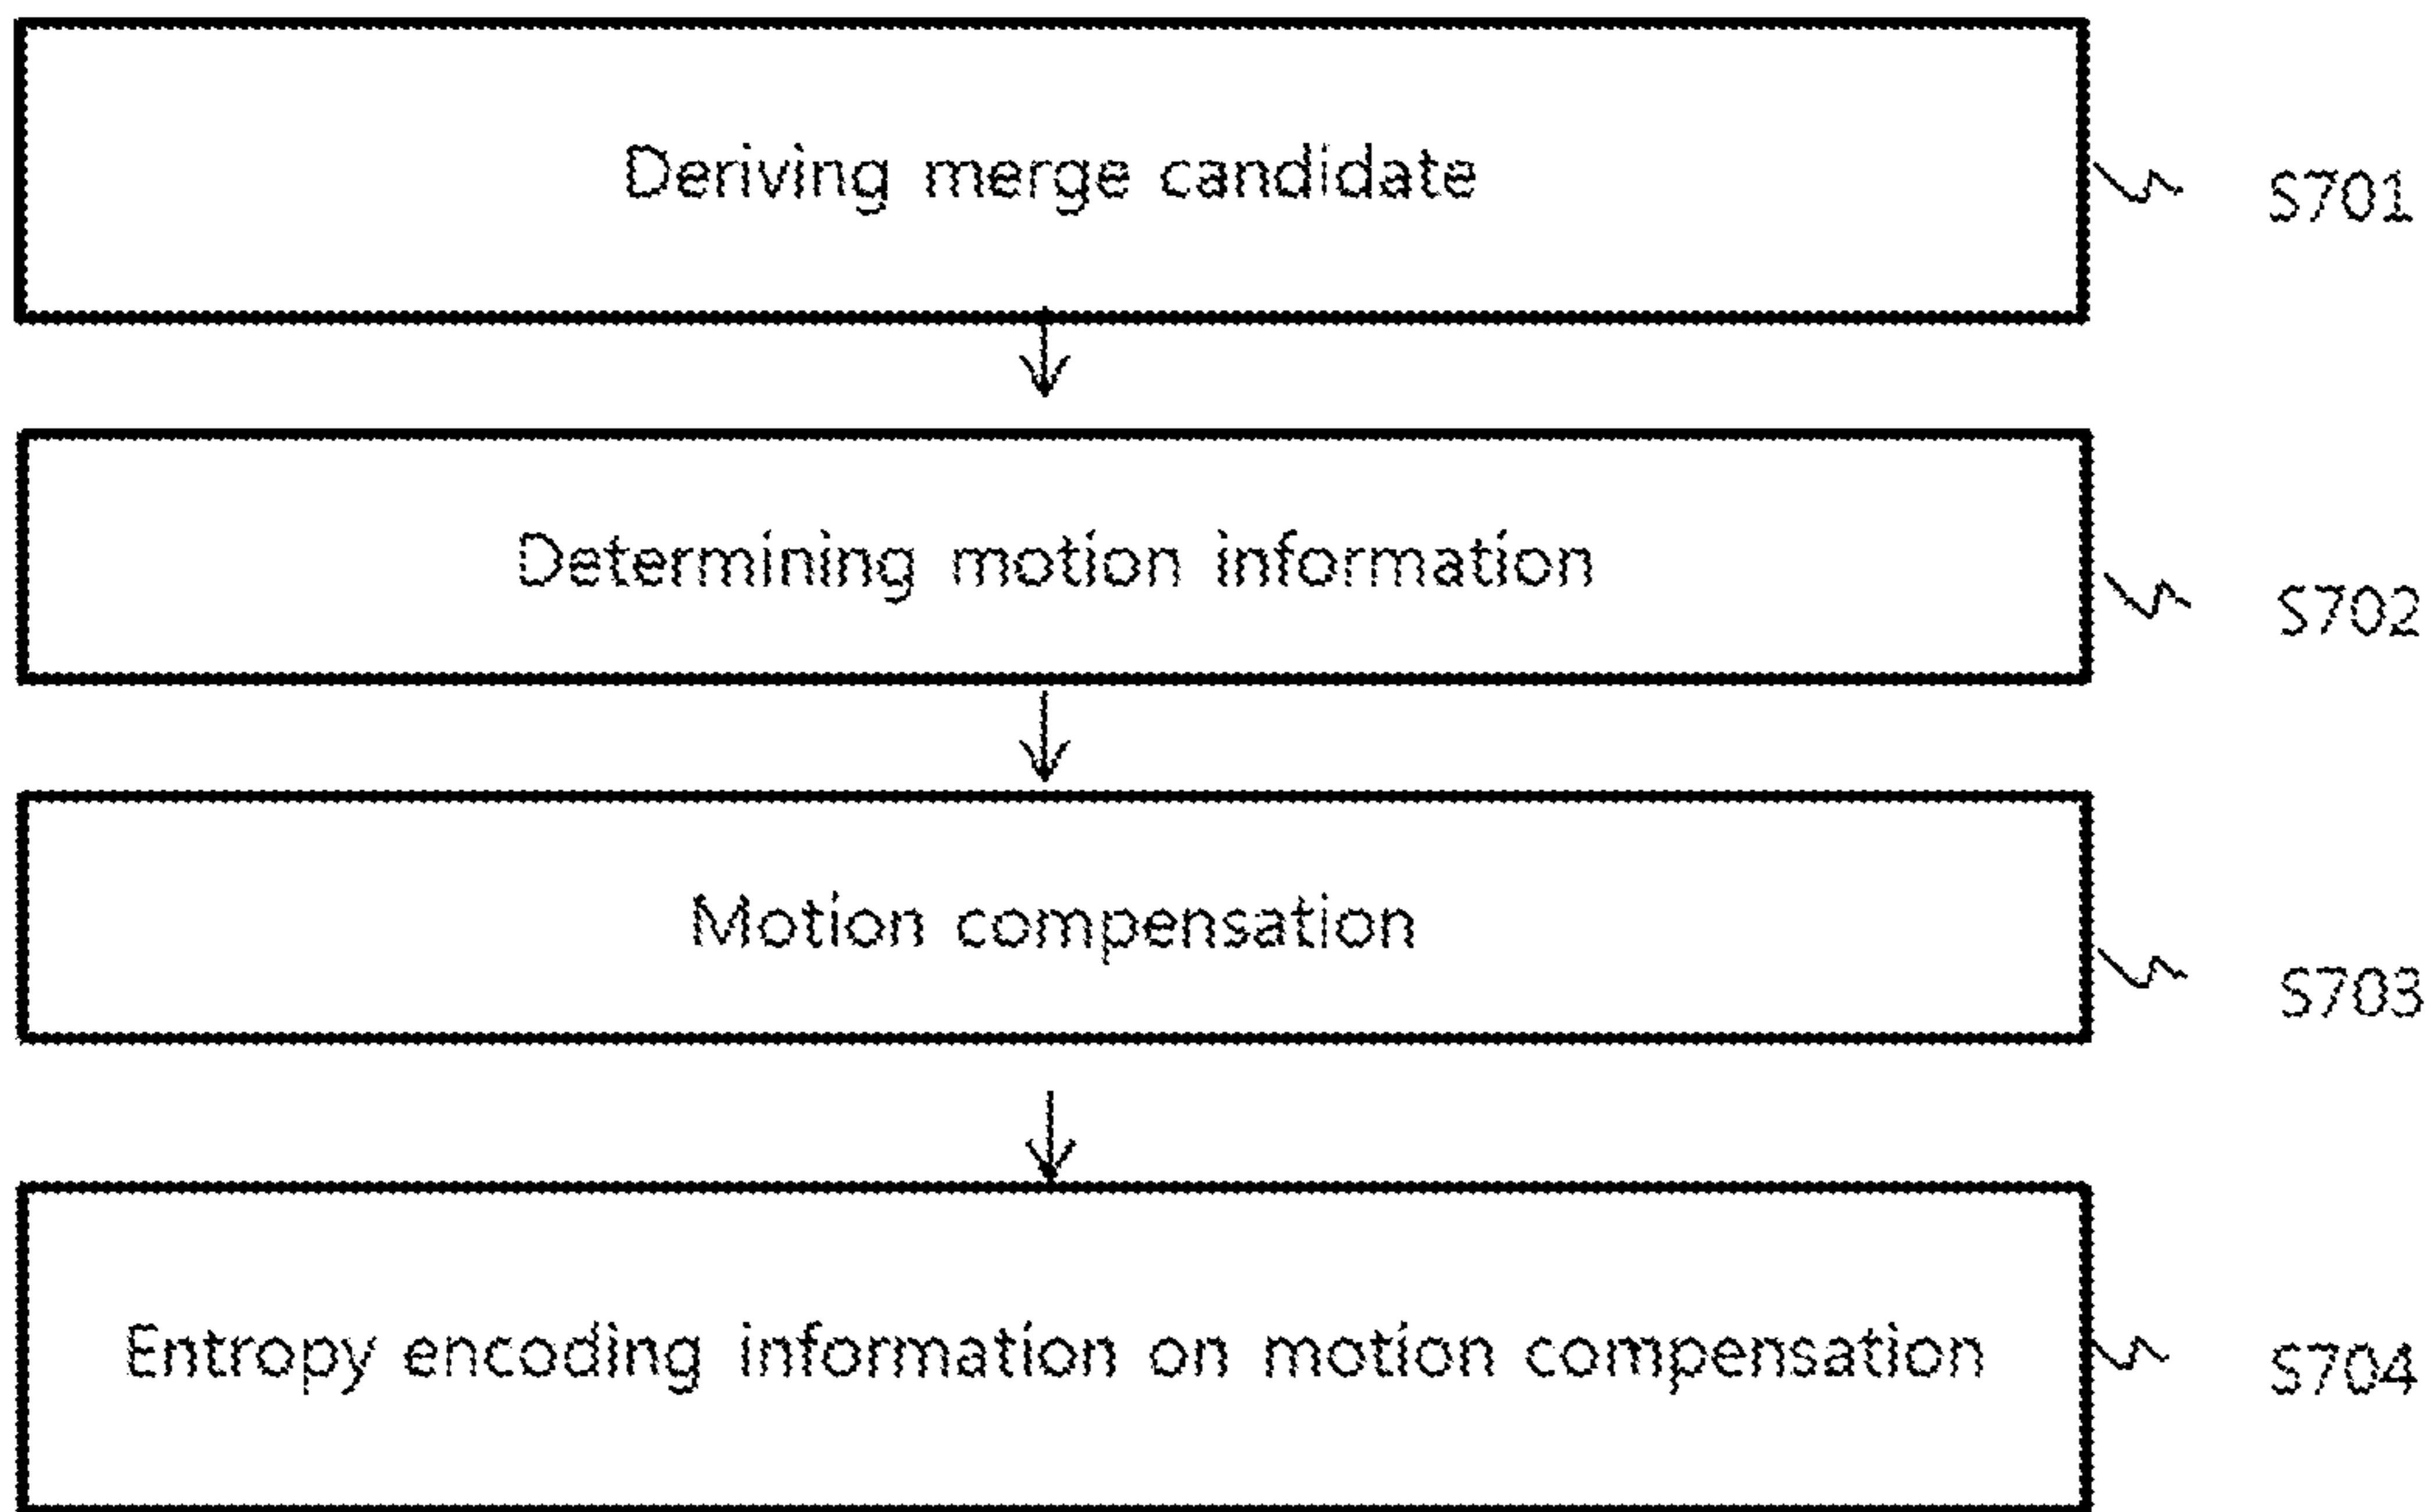 Deriving merge candidate
S701
Determining motion information
S702
Motion compensation
S703
Entropy encoding information on motion compensation
S704